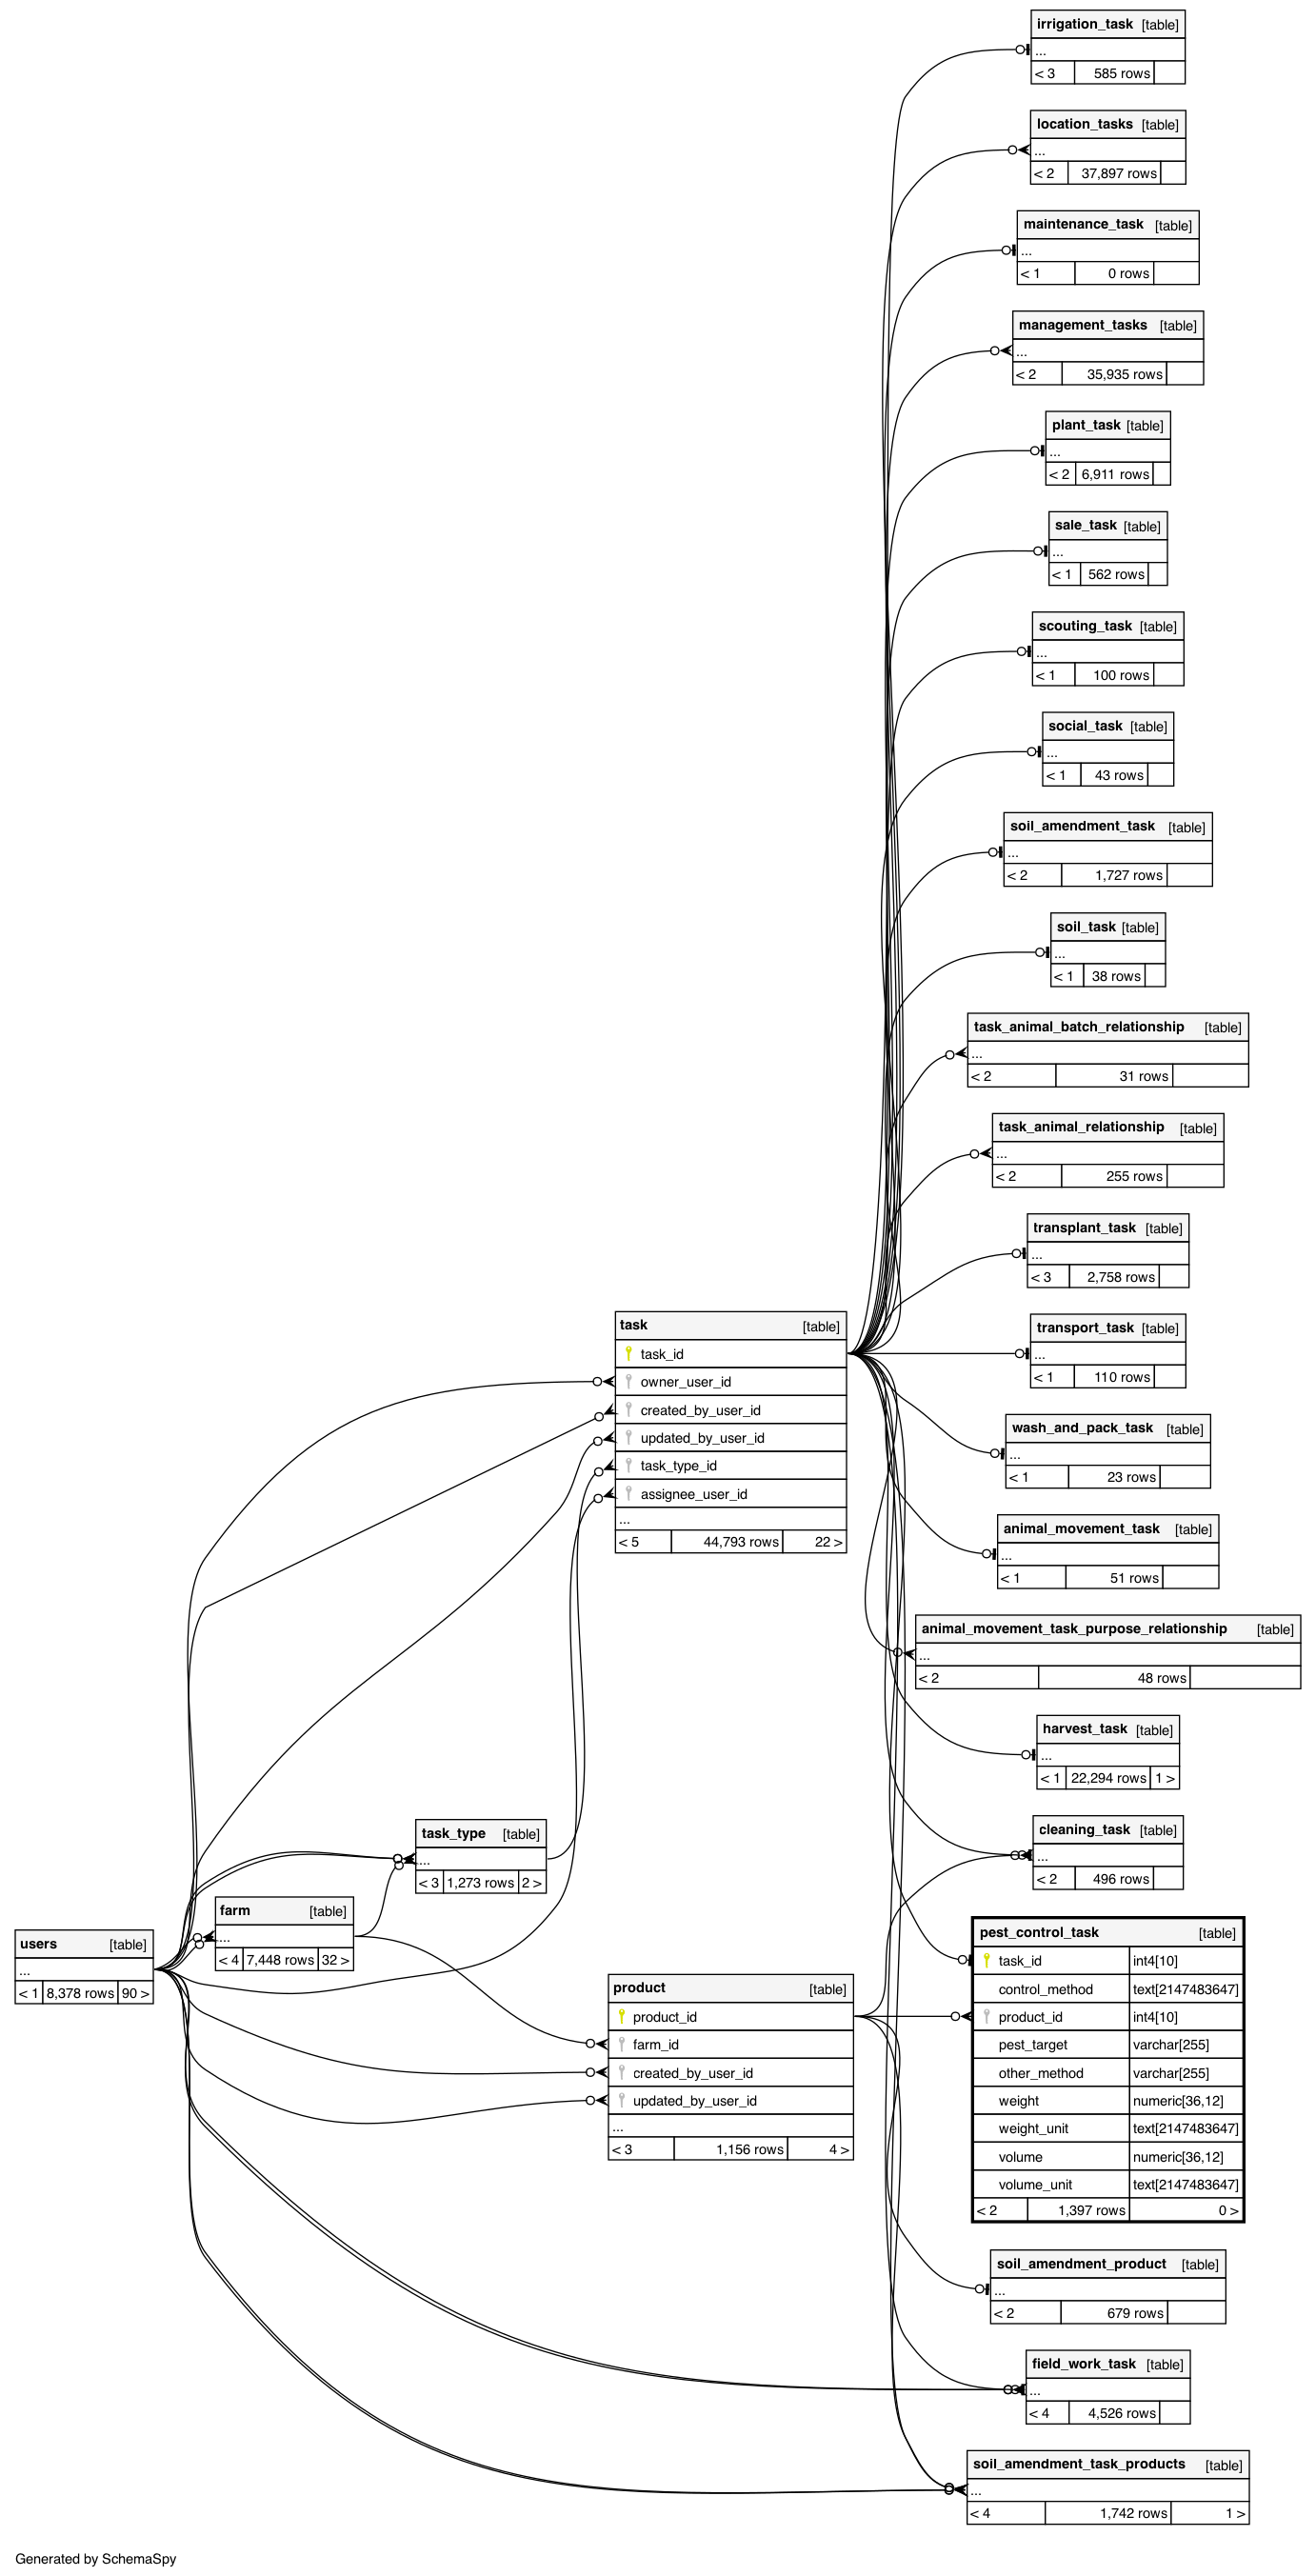 irrigation_task [table]
...
< 3 585 rows
location_tasks [table]
...
< 2 37,897 rows
maintenance_task [table]
...
< 1 0 rows
management_tasks [table]
...
< 2 35,935 rows
plant_task [table]
...
< 2 6,911 rows
sale_task [table]
...
< 1 562 rows
scouting_task [table]
...
< 1 100 rows
social_task [table]
...
< 1 43 rows
soil_amendment_task [table]
...
< 2 1,727 rows
soil_task [table]
...
< 1 38 rows
task_animal_batch_relationship [table]
...
< 2 31 rows
task_animal_relationship [table]
...
< 2 255 rows
transplant_task [table]
...
< 3 2,758 rows
transport_task [table]
...
< 1 110 rows
wash_and_pack_task [table]
...
< 1 23 rows
animal_movement_task [table]
...
< 1 51 rows
animal_movement_task_purpose_relationship [table]
...
< 2 48 rows
harvest_task [table]
...
< 1 22,294 rows 1 >
cleaning_task [table]
...
< 2 496 rows
task [table]
task_id
owner_user_id
created_by_user_id
updated_by_user_id
task_type_id
assignee_user_id
...
< 5 44,793 rows 22 >
task_type [table]
...
< 3 1,273 rows 2 >
farm [table]
...
< 4 7,448 rows 32 >
users [table]
...
< 1 8,378 rows 90 >
product [table]
product_id
farm_id
created_by_user_id
updated_by_user_id
...
< 3 1,156 rows 4 >
pest_control_task [table]
task_id int4[10]
control_method text[2147483647]
product_id int4[10]
pest_target varchar[255]
other_method varchar[255]
weight numeric[36,12]
weight_unit text[2147483647]
volume numeric[36,12]
volume_unit text[2147483647]
< 2 1,397 rows 0 >
soil_amendment_product [table]
...
< 2 679 rows
field_work_task [table]
...
< 4 4,526 rows
soil_amendment_task_products [table]
...
< 4 1,742 rows 1 >
Generated by SchemaSpy